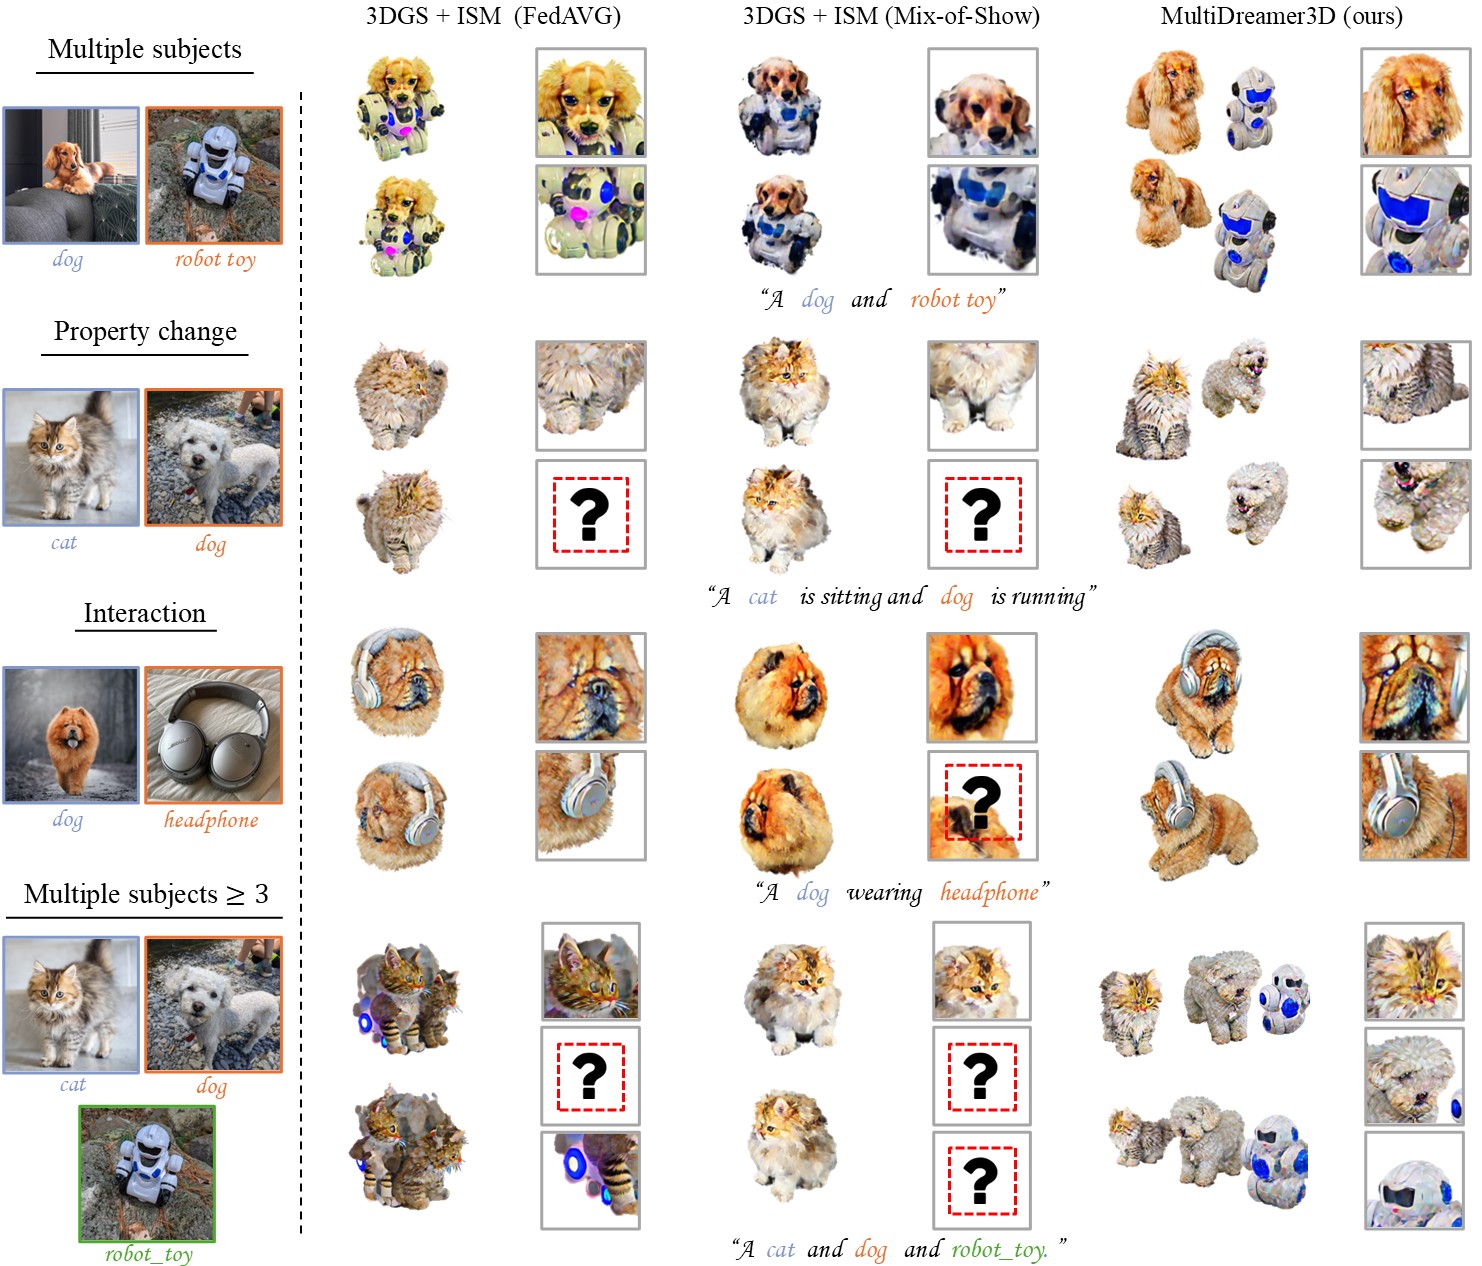 3DGS + ISM (FedAVG)
3DGS + ISM (Mix-of-Show)
MultiDreamer3D (ours)
Multiple subjects
dog
robot toy
“A dog and robot toy”
Property change
cat
dog
?
?
“A cat is sitting and dog is running”
Interaction
dog
headphone
?
“A dog wearing headphone”
Multiple subjects ≥ 3
cat
dog
robot_toy
?
?
?
“A cat and dog and robot_toy. ”